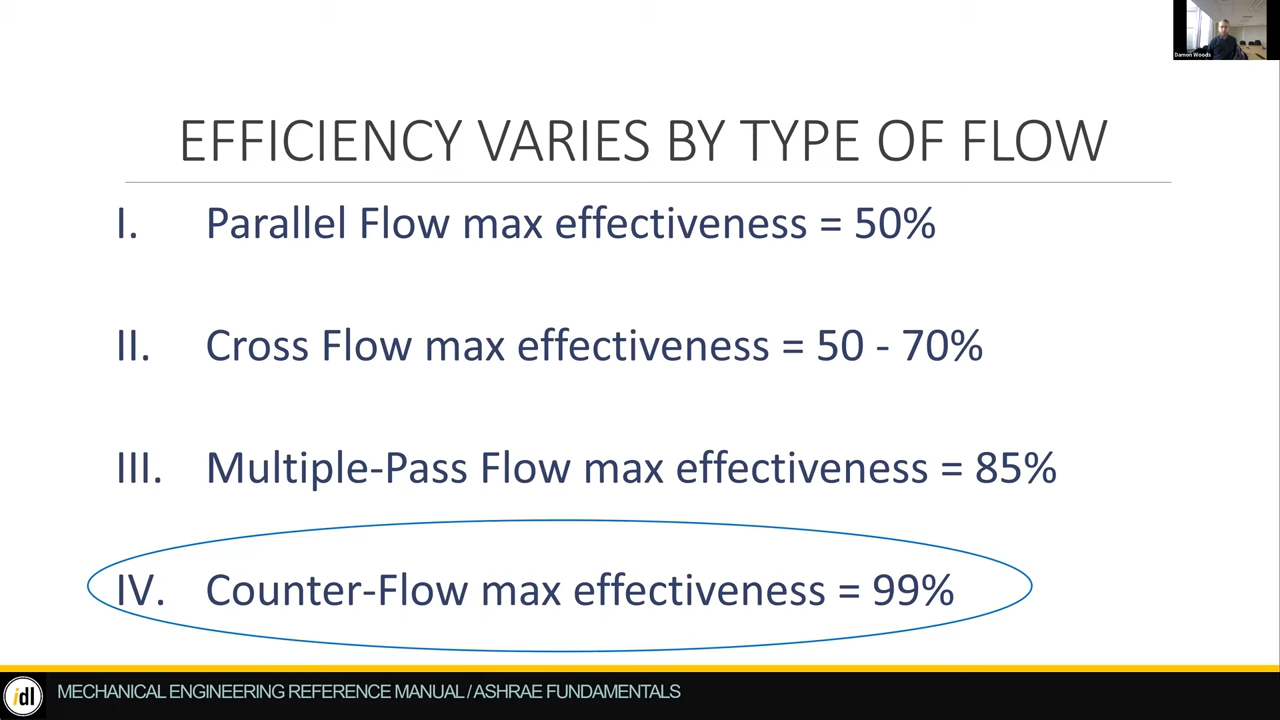 Damon Woods
EFFICIENCY VARIES BY TYPE OF FLOW
I. Parallel Flow max effectiveness = 50%
II. Cross Flow max effectiveness = 50 - 70%
III. Multiple-Pass Flow max effectiveness = 85%
IV. Counter-Flow max effectiveness = 99%
idl
MECHANICAL ENGINEERING REFERENCE MANUAL / ASHRAE FUNDAMENTALS